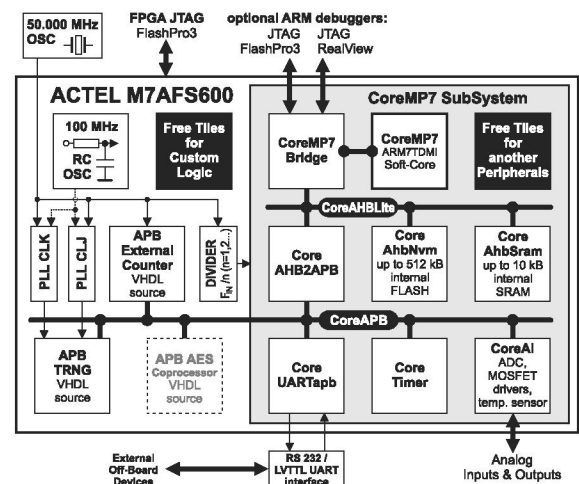 50.000 MHz
OSC
FPGA JTAG
FlashPro3
optional ARM debuggers:
JTAG
FlashPro3
JTAG
RealView
ACTEL M7AFS600
CoreMP7 SubSystem
100 MHz
RC
OSC
Free Tiles
for
Custom
Logic
CoreMP7
Bridge
CoreMP7
ARM7TDMI
Soft-Core
Free Tiles
for
another
Peripherals
CoreAHBLite
PLL CLK
PLL CLJ
APB
External
Counter
VHDL
source
DIVIDER
FIN /n (n=1,2...)
Core
AHB2APB
Core
AhbNvm
up to 512 kB
internal
FLASH
Core
AhbSram
up to 10 kB
internal
SRAM
CoreAPB
APB
TRNG
VHDL
source
APB AES
Coprocessor
VHDL
source
Core
UARTapb
Core
Timer
CoreAI
ADC,
MOSFET
drivers,
temp. sensor
External
Off-Board
Devices
RS 232 /
LVTTL UART
interface
Analog
Inputs & Outputs